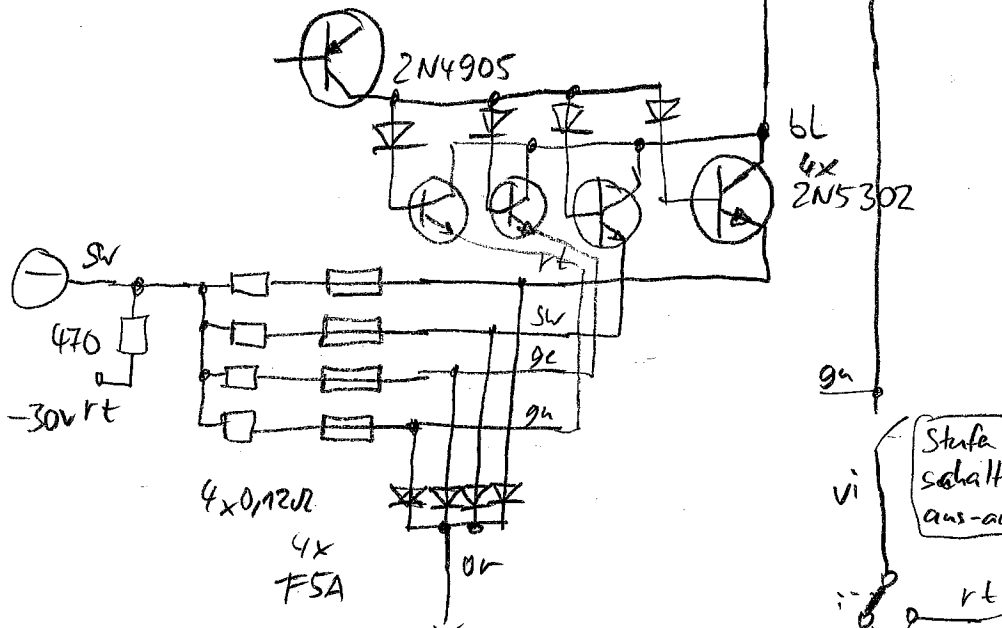 2N4905
bl
4x
2N5302
sw
rt
470
sw
ge
-30V rt
gn
gn
4x0,12Ω
4x
F5A
or
vi
Stufe
schalt
aus-a
rt